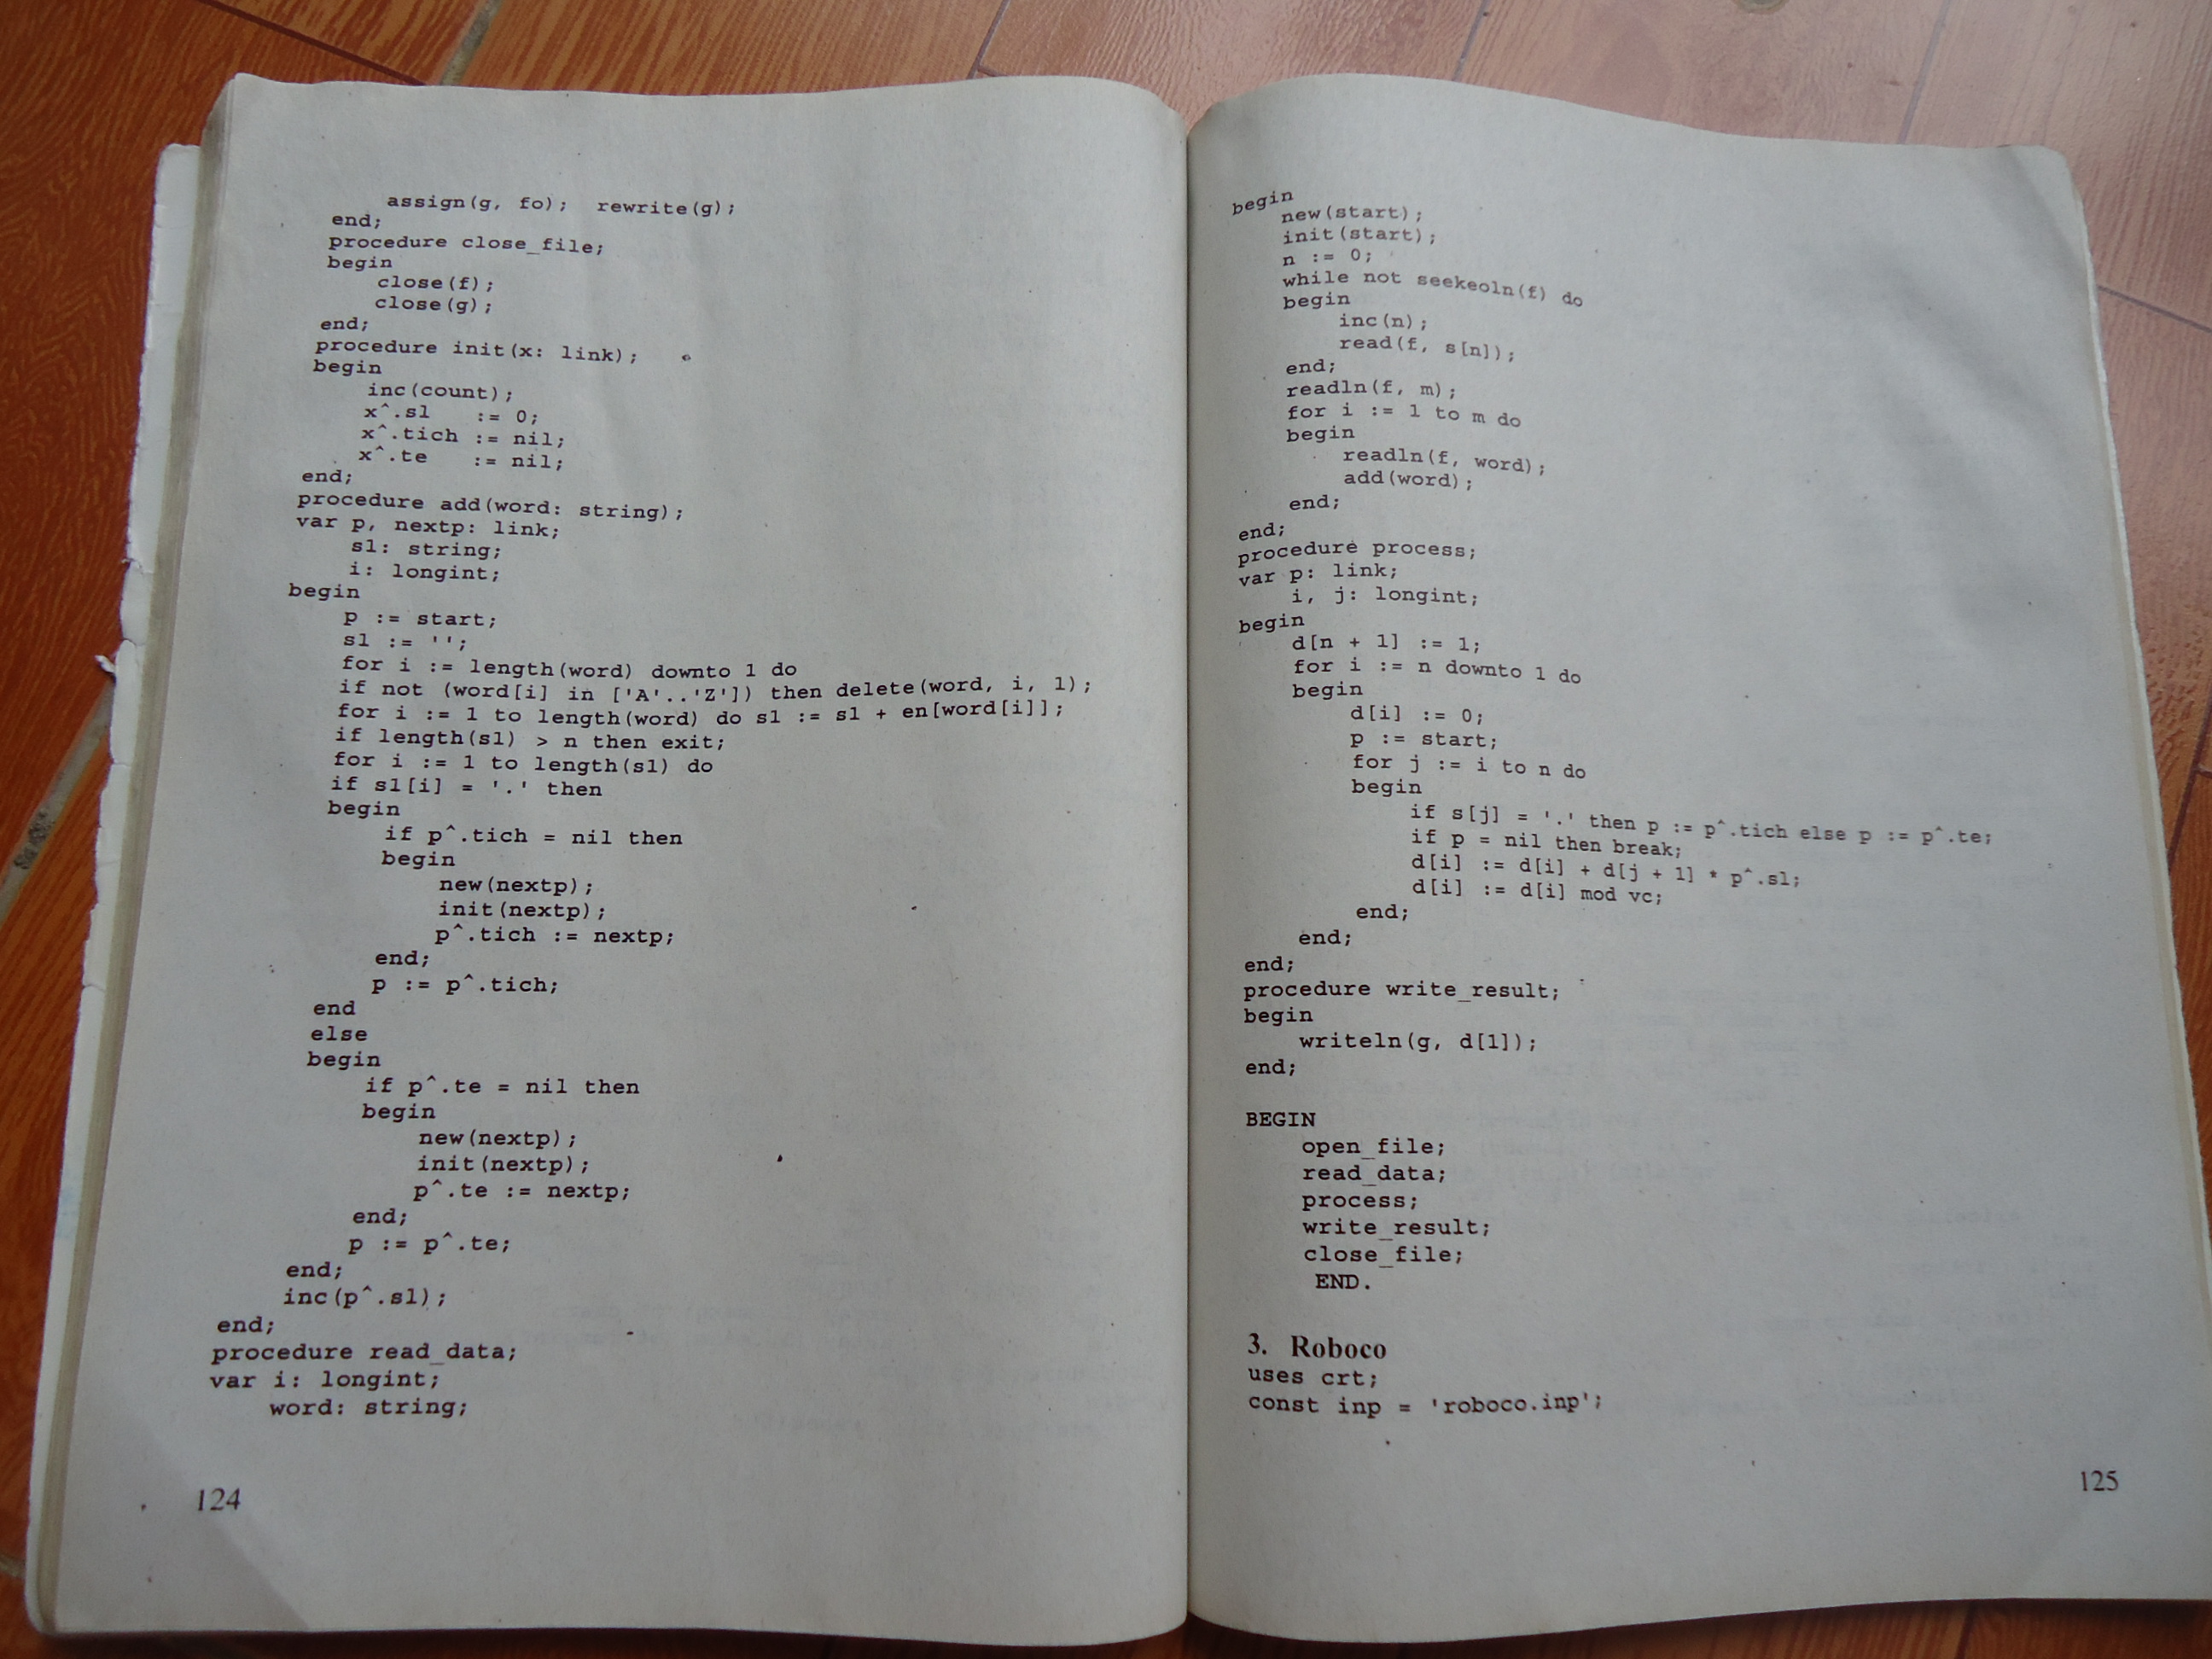 assign(g, fo);  rewrite(g);
end;
procedure close_file;
begin
close(f);
close(g);
end;
procedure init(x: link);
begin
inc(count);
x^.sl    := 0;
x^.tich := nil;
x^.te    := nil;
end;
procedure add(word: string);
var p, nextp: link;
s1: string;
i: longint;
begin
p := start;
s1 := '';
for i := length(word) downto 1 do
if not (word[i] in ['A'..'Z']) then delete(word, i, 1);
for i := 1 to length(word) do s1 := s1 + en[word[i]];
if length(s1) > n then exit;
for i := 1 to length(s1) do
if s1[i] = '.' then
begin
if p^.tich = nil then
begin
new(nextp);
init(nextp);
p^.tich := nextp;
end;
p := p^.tich;
end
else
begin
if p^.te = nil then
begin
new(nextp);
init(nextp);
p^.te := nextp;
end;
p := p^.te;
end;
inc(p^.sl);
end;
procedure read_data;
var i: longint;
word: string;
124
begin
new(start);
init(start);
n := 0;
while not seekeoln(f) do
begin
inc(n);
read(f, s[n]);
end;
readln(f, m);
for i := 1 to m do
begin
readln(f, word);
add(word);
end;
end;
procedure process;
var p: link;
i, j: longint;
begin
d[n + 1] := 1;
for i := n downto 1 do
begin
d[i] := 0;
p := start;
for j := i to n do
begin
if s[j] = '.' then p := p^.tich else p := p^.te;
if p = nil then break;
d[i] := d[i] + d[j + 1] * p^.sl;
d[i] := d[i] mod vc;
end;
end;
end;
procedure write_result;
begin
writeln(g, d[1]);
end;
BEGIN
open_file;
read_data;
process;
write_result;
close_file;
END.
3. Roboco
uses crt;
const inp = 'roboco.inp';
125